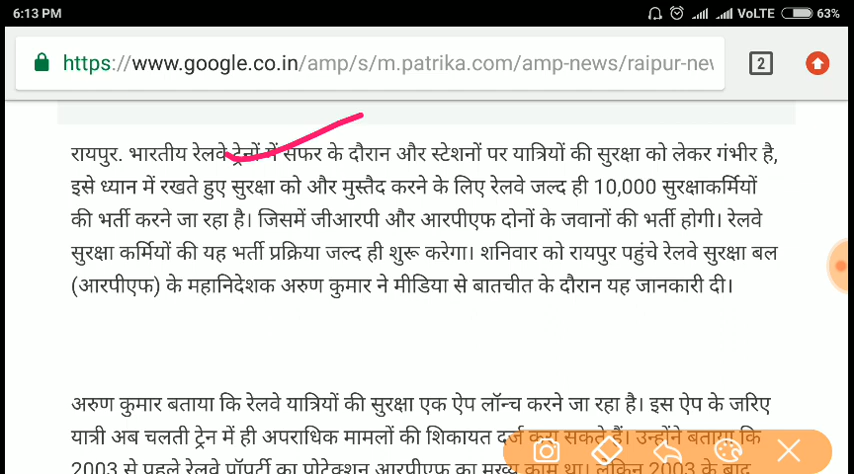 6:13 PM VoLTE 63%
https://www.google.co.in/amp/s/m.patrika.com/amp-news/raipur-nev 2
रायपुर. भारतीय रेलवे ट्रेनों में सफर के दौरान और स्टेशनों पर यात्रियों की सुरक्षा को लेकर गंभीर है,
इसे ध्यान में रखते हुए सुरक्षा को और मुस्तैद करने के लिए रेलवे जल्द ही 10,000 सुरक्षाकर्मियों
की भर्ती करने जा रहा है। जिसमें जीआरपी और आरपीएफ दोनों के जवानों की भर्ती होगी। रेलवे
सुरक्षा कर्मियों की यह भर्ती प्रक्रिया जल्द ही शुरू करेगा। शनिवार को रायपुर पहुंचे रेलवे सुरक्षा बल
(आरपीएफ) के महानिदेशक अरुण कुमार ने मीडिया से बातचीत के दौरान यह जानकारी दी।
अरुण कुमार बताया कि रेलवे यात्रियों की सुरक्षा एक ऐप लॉन्च करने जा रहा है। इस ऐप के जरिए
यात्री अब चलती ट्रेन में ही अपराधिक मामलों की शिकायत दर्ज करा सकते हैं। उन्होंने बताया कि
2003 से पहले रेलवे प्रॉपर्टी का प्रोटेक्शन आरपीएफ का मुख्य काम था। लेकिन 2003 के बाद